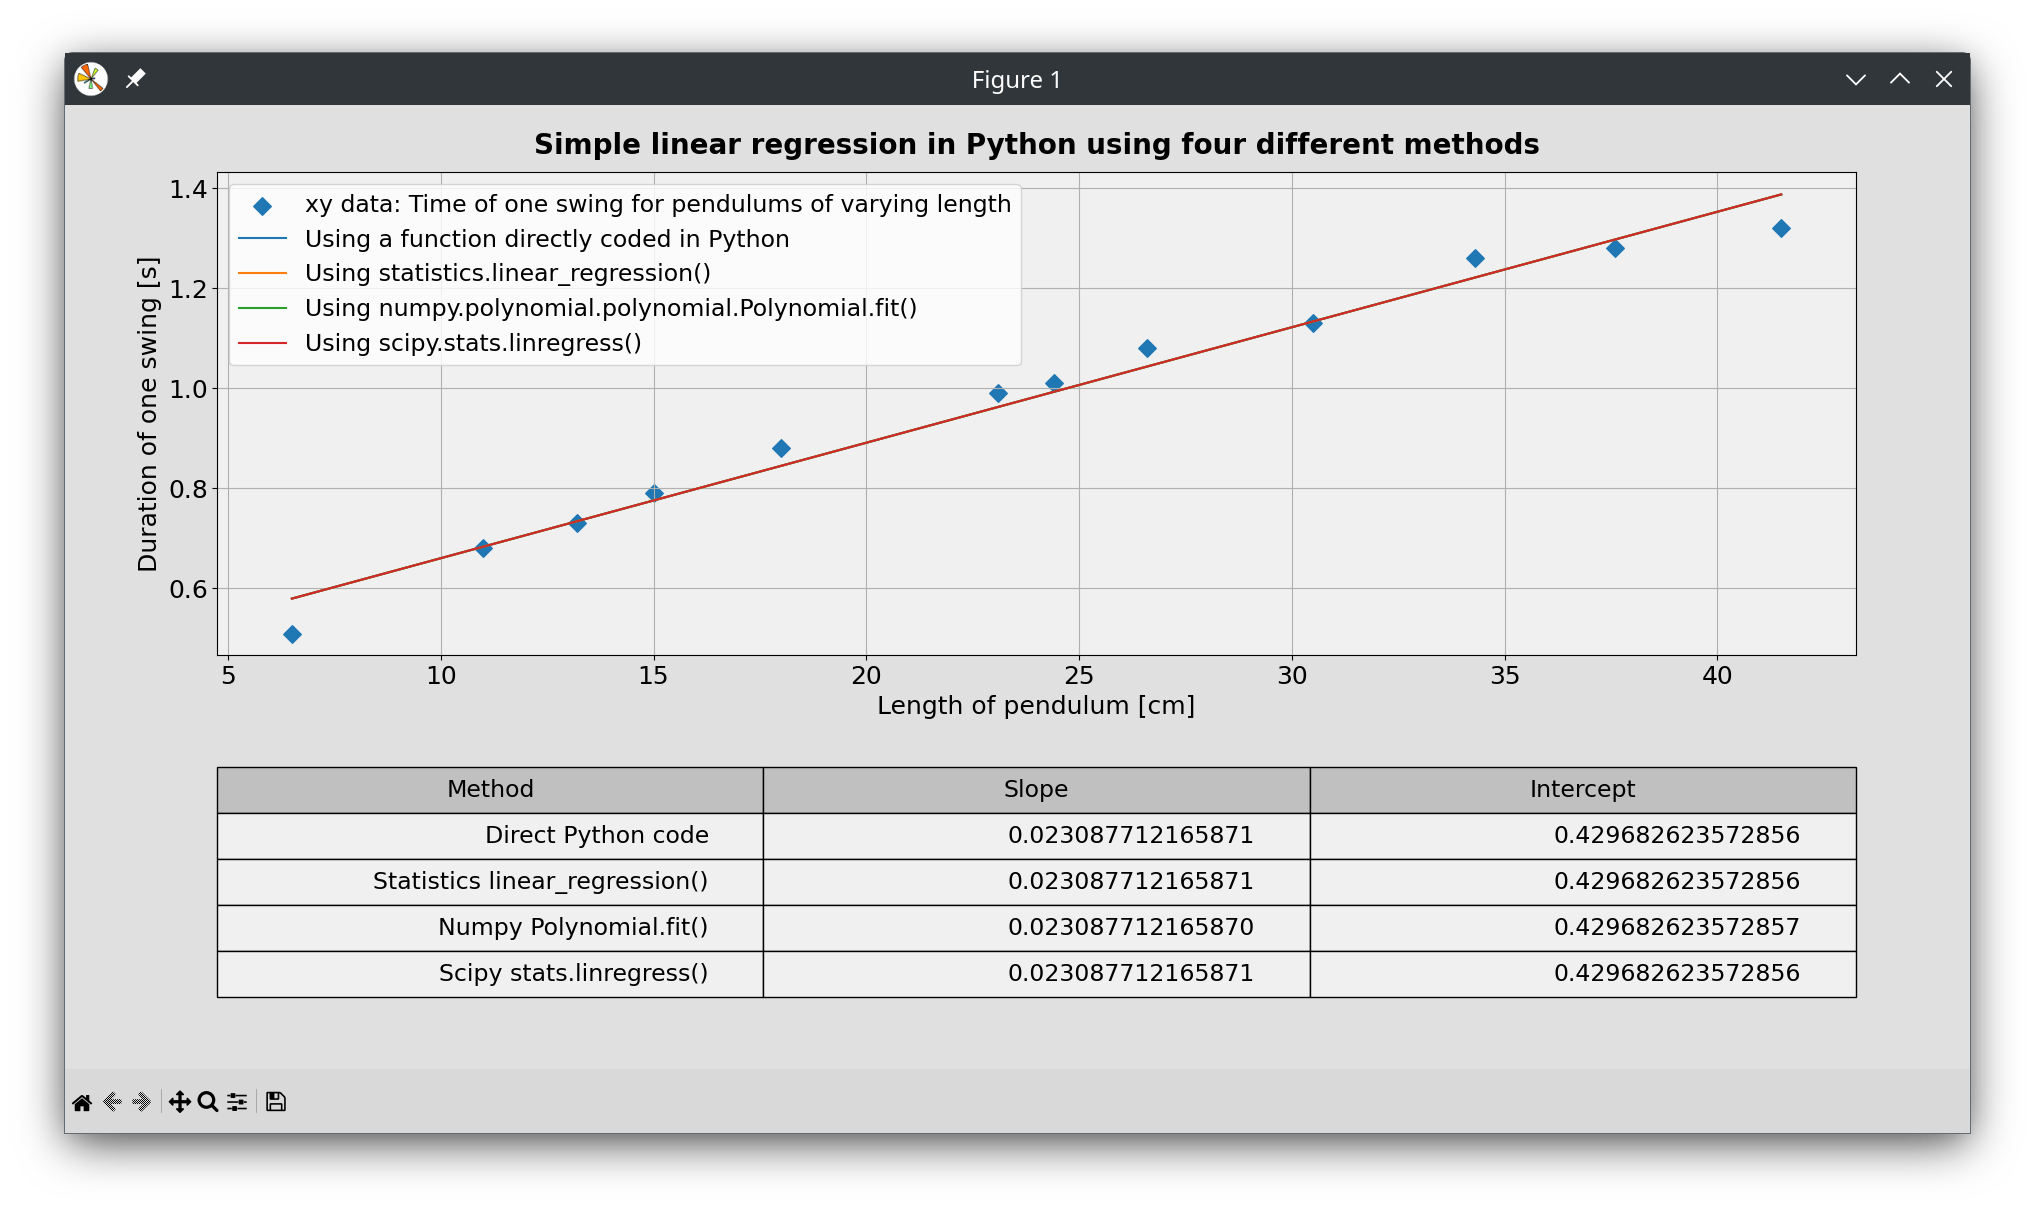 Figure 1
Simple linear regression in Python using four different methods
xy data: Time of one swing for pendulums of varying length
Using a function directly coded in Python
Using statistics.linear_regression()
Using numpy.polynomial.polynomial.Polynomial.fit()
Using scipy.stats.linregress()
Duration of one swing [s]
1.4
1.2
1.0
0.8
0.6
5 10 15 20 25 30 35 40
Length of pendulum [cm]
Method Slope Intercept
Direct Python code 0.023087712165871 0.429682623572856
Statistics linear_regression() 0.023087712165871 0.429682623572856
Numpy Polynomial.fit() 0.023087712165870 0.429682623572857
Scipy stats.linregress() 0.023087712165871 0.429682623572856